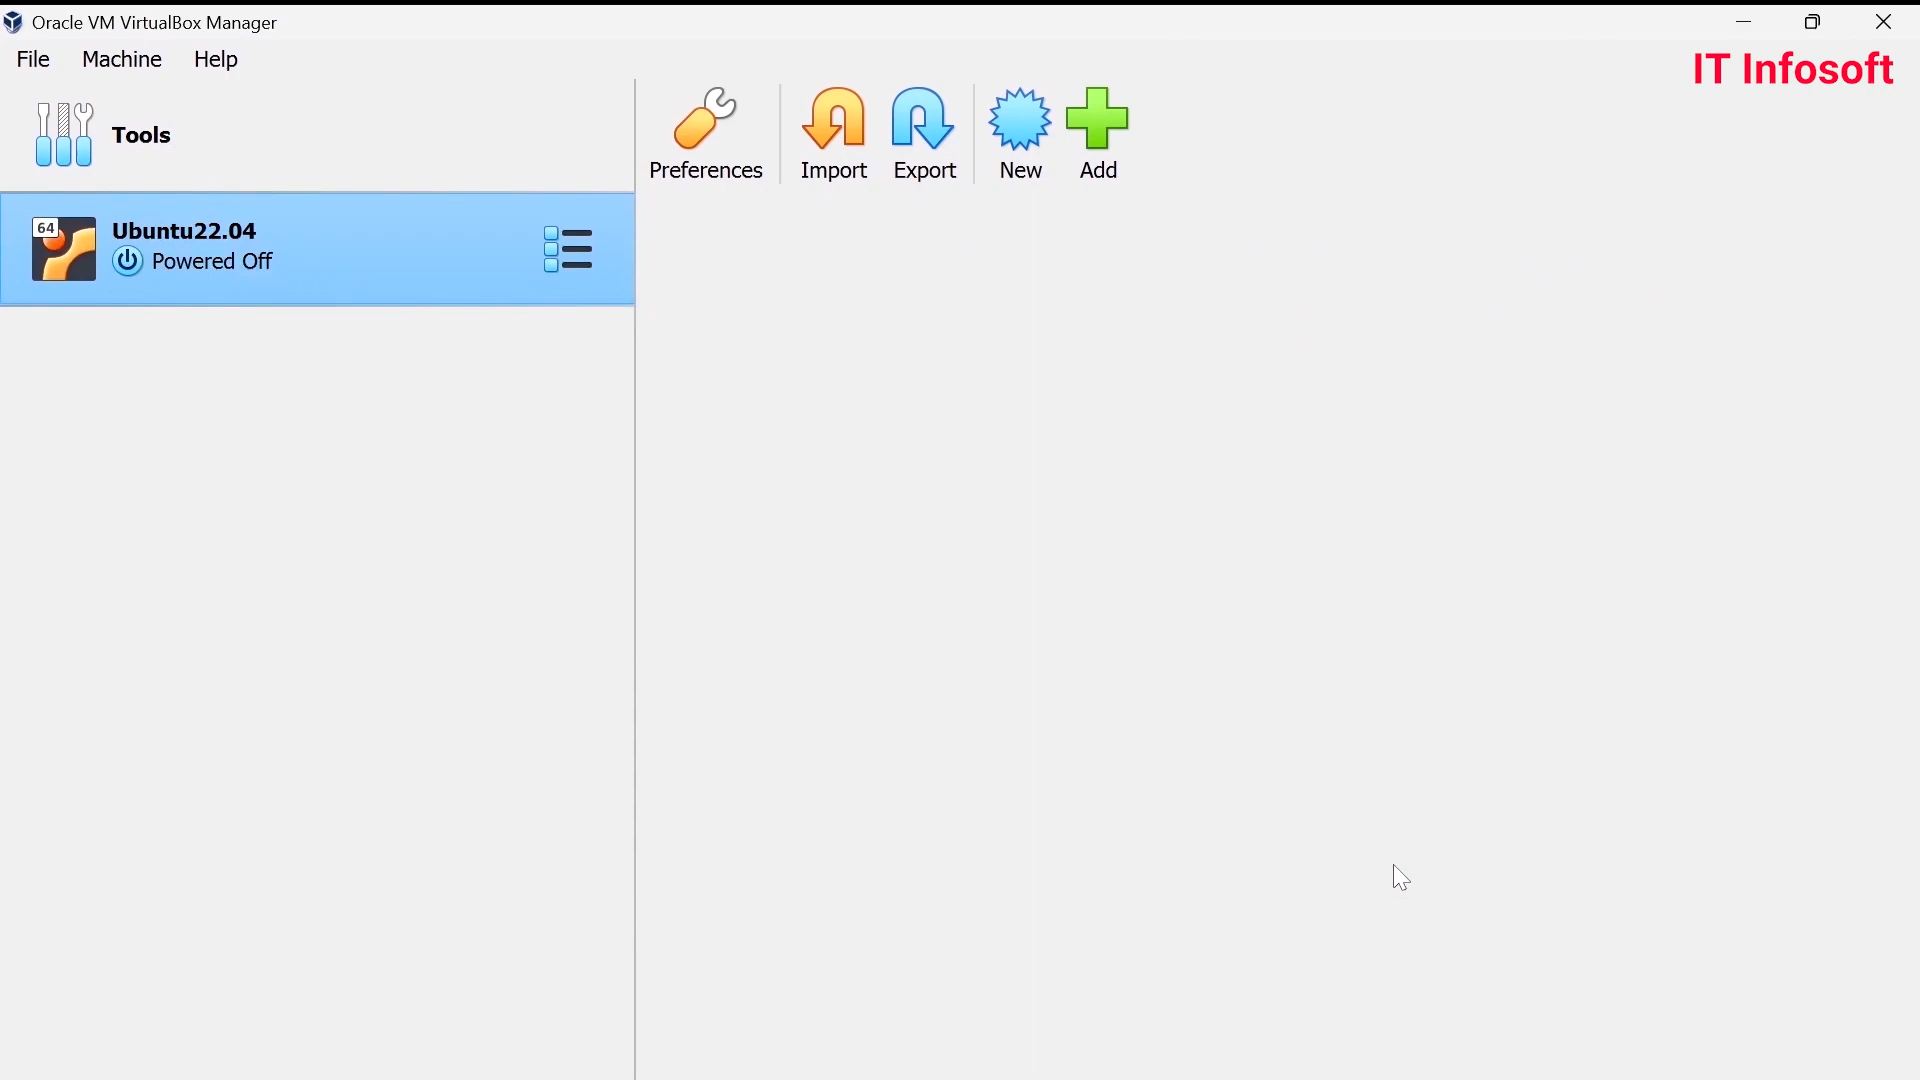 Oracle VM VirtualBox Manager
File Machine Help
IT Infosoft
Tools
Preferences Import Export New Add
64
Ubuntu22.04
Powered Off